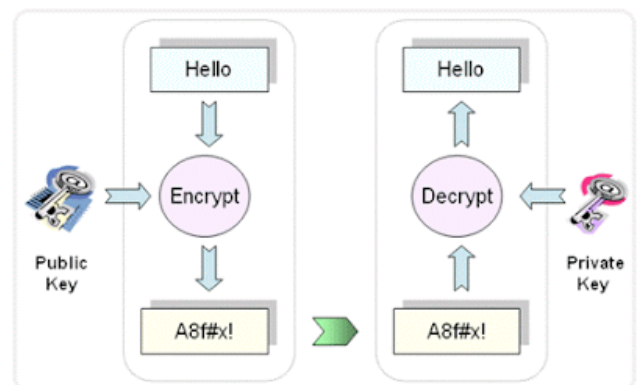 Hello
Hello
Encrypt
Decrypt
Public
Key
Private
Key
A8f#x!
A8f#x!